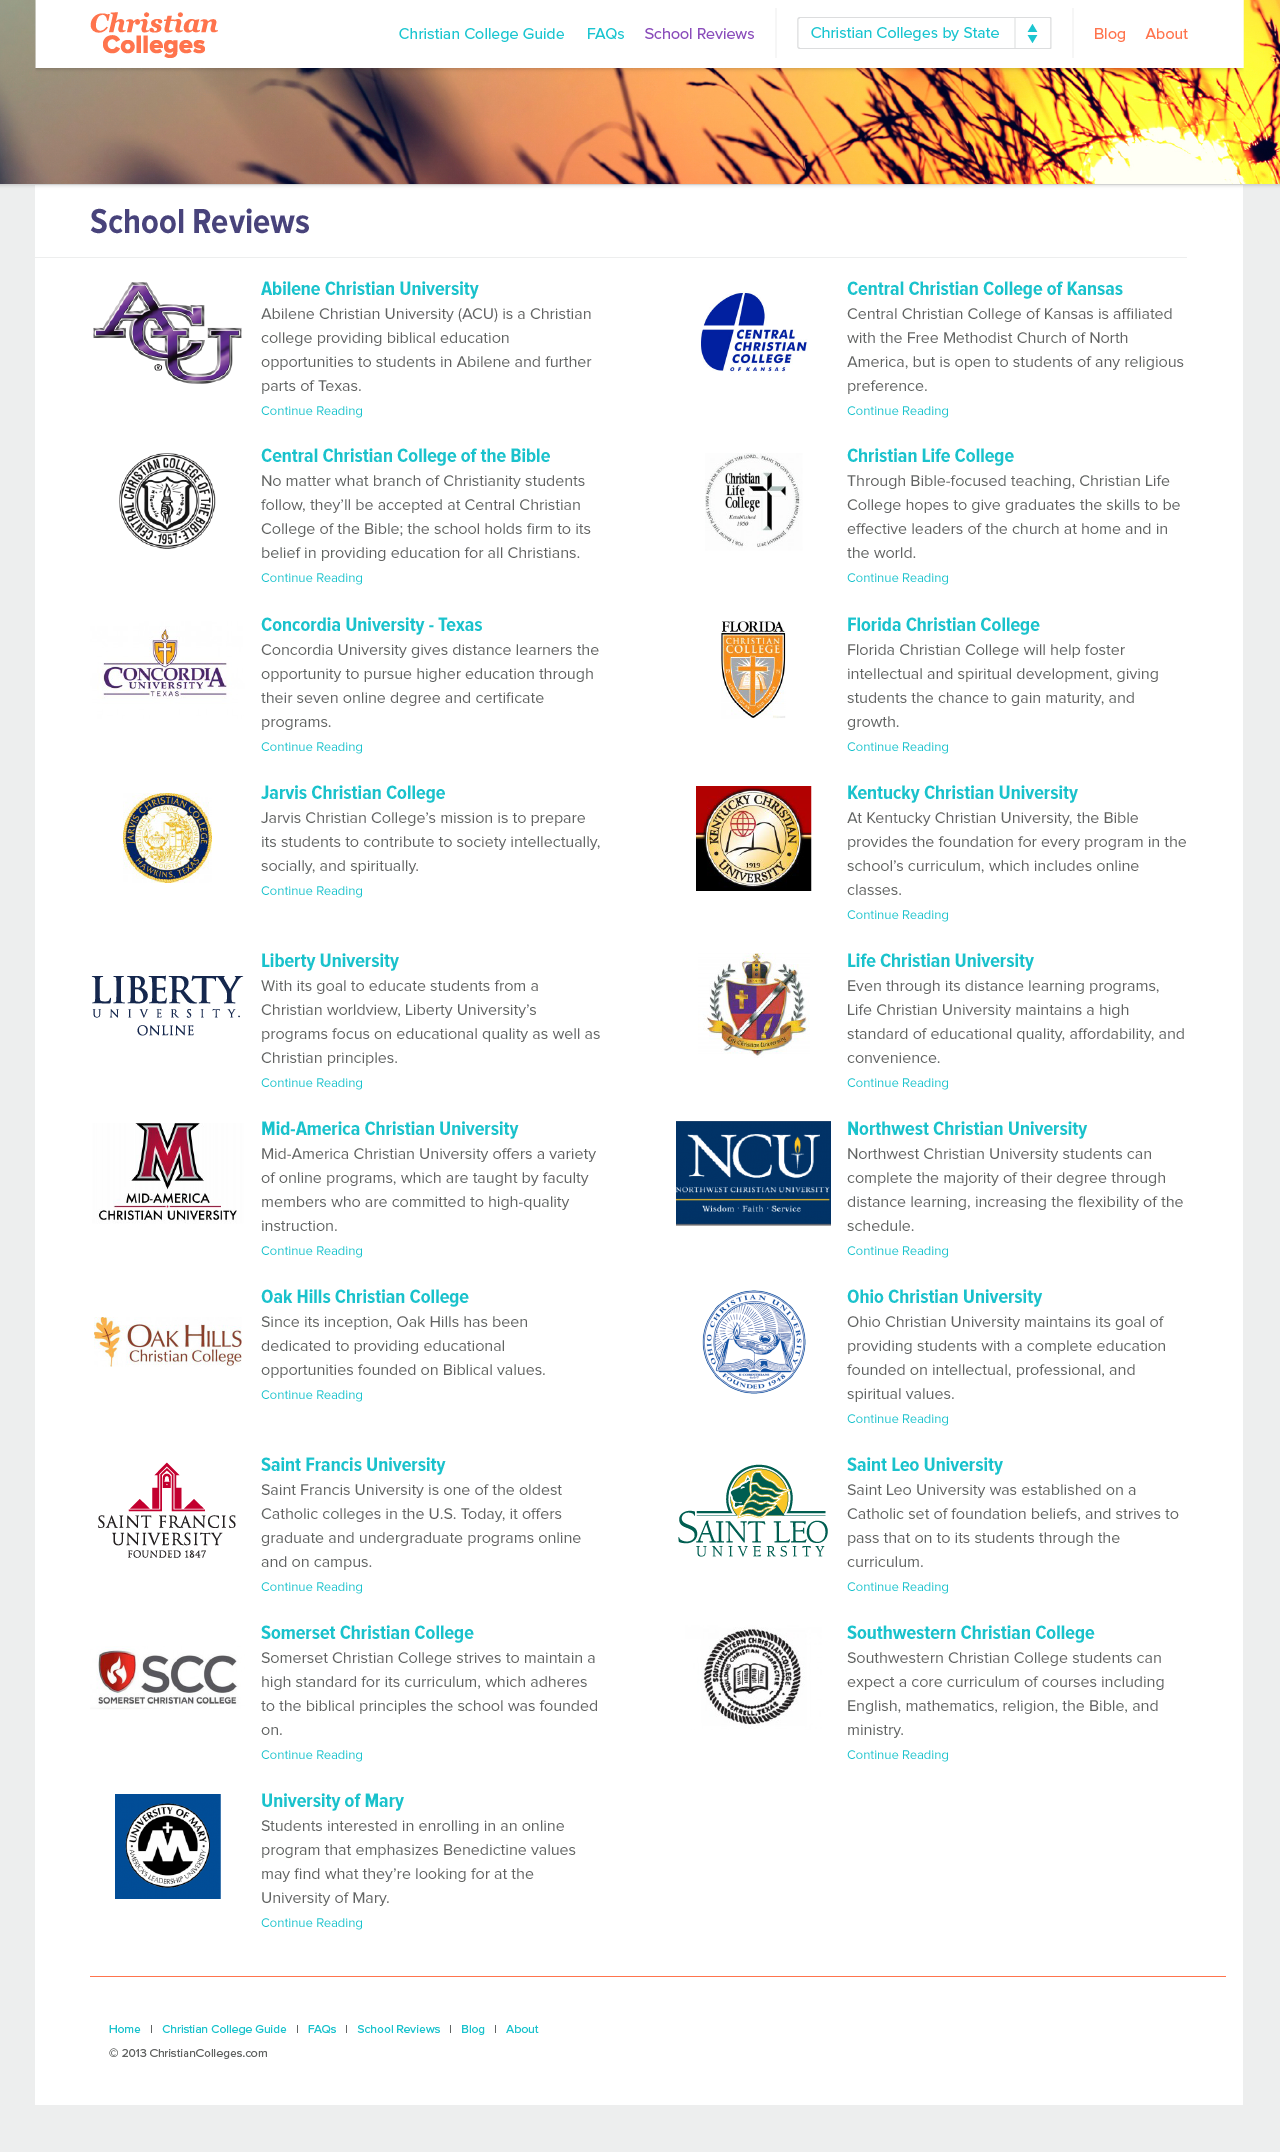 Christian
Colleges
Christian College Guide
FAQs
School Reviews
Christian Colleges by State
Blog
About
School Reviews
ACU
®
Abilene Christian University
Abilene Christian University (ACU) is a Christian
college providing biblical education
opportunities to students in Abilene and further
parts of Texas.
Continue Reading
CENTRAL
CHRISTIAN
COLLEGE
OF KANSAS
Central Christian College of Kansas
Central Christian College of Kansas is affiliated
with the Free Methodist Church of North
America, but is open to students of any religious
preference.
Continue Reading
CENTRAL CHRISTIAN COLLEGE OF THE BIBLE
·1957·
Central Christian College of the Bible
No matter what branch of Christianity students
follow, they’ll be accepted at Central Christian
College of the Bible; the school holds firm to its
belief in providing education for all Christians.
Continue Reading
Christian
Life
College
Established
1950
Christian Life College
Through Bible-focused teaching, Christian Life
College hopes to give graduates the skills to be
effective leaders of the church at home and in
the world.
Continue Reading
CONCORDIA
UNIVERSITY
TEXAS
Concordia University - Texas
Concordia University gives distance learners the
opportunity to pursue higher education through
their seven online degree and certificate
programs.
Continue Reading
FLORIDA
CHRISTIAN
COLLEGE
Florida Christian College
Florida Christian College will help foster
intellectual and spiritual development, giving
students the chance to gain maturity, and
growth.
Continue Reading
JARVIS CHRISTIAN COLLEGE
HAWKINS, TEXAS
Jarvis Christian College
Jarvis Christian College’s mission is to prepare
its students to contribute to society intellectually,
socially, and spiritually.
Continue Reading
KENTUCKY CHRISTIAN
1919
UNIVERSITY
Kentucky Christian University
At Kentucky Christian University, the Bible
provides the foundation for every program in the
school’s curriculum, which includes online
classes.
Continue Reading
LIBERTY
UNIVERSITY.
ONLINE
Liberty University
With its goal to educate students from a
Christian worldview, Liberty University’s
programs focus on educational quality as well as
Christian principles.
Continue Reading
Life Christian University
Life Christian University
Even through its distance learning programs,
Life Christian University maintains a high
standard of educational quality, affordability, and
convenience.
Continue Reading
M
MID-AMERICA
CHRISTIAN UNIVERSITY
Mid-America Christian University
Mid-America Christian University offers a variety
of online programs, which are taught by faculty
members who are committed to high-quality
instruction.
Continue Reading
NCU
NORTHWEST CHRISTIAN UNIVERSITY
Wisdom · Faith · Service
Northwest Christian University
Northwest Christian University students can
complete the majority of their degree through
distance learning, increasing the flexibility of the
schedule.
Continue Reading
OAK HILLS
Christian College
Oak Hills Christian College
Since its inception, Oak Hills has been
dedicated to providing educational
opportunities founded on Biblical values.
Continue Reading
OHIO CHRISTIAN UNIVERSITY
FOUNDED 1948
Ohio Christian University
Ohio Christian University maintains its goal of
providing students with a complete education
founded on intellectual, professional, and
spiritual values.
Continue Reading
SAINT FRANCIS
UNIVERSITY
FOUNDED 1847
Saint Francis University
Saint Francis University is one of the oldest
Catholic colleges in the U.S. Today, it offers
graduate and undergraduate programs online
and on campus.
Continue Reading
SAINT LEO
UNIVERSITY
Saint Leo University
Saint Leo University was established on a
Catholic set of foundation beliefs, and strives to
pass that on to its students through the
curriculum.
Continue Reading
SCC
SOMERSET CHRISTIAN COLLEGE
Somerset Christian College
Somerset Christian College strives to maintain a
high standard for its curriculum, which adheres
to the biblical principles the school was founded
on.
Continue Reading
SOUTHWESTERN CHRISTIAN COLLEGE
BUILDING CHRISTIAN CHARACTER
TERRELL, TEXAS
Southwestern Christian College
Southwestern Christian College students can
expect a core curriculum of courses including
English, mathematics, religion, the Bible, and
ministry.
Continue Reading
UNIVERSITY OF MARY
M
AMERICA'S LEADERSHIP UNIVERSITY
University of Mary
Students interested in enrolling in an online
program that emphasizes Benedictine values
may find what they’re looking for at the
University of Mary.
Continue Reading
Home | Christian College Guide | FAQs | School Reviews | Blog | About
© 2013 ChristianColleges.com